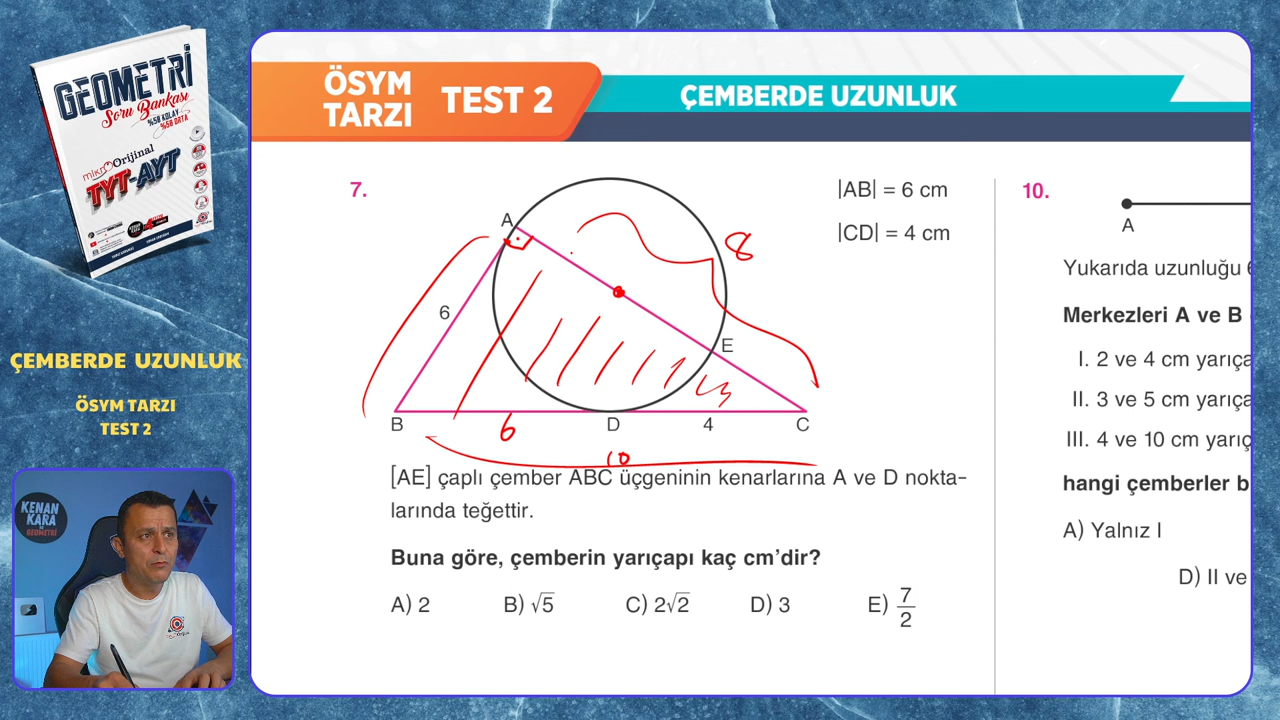 GEOMETRİ
Soru Bankası
%50 KOLAY
%50 ORTA
mikro Orijinal
TYT-AYT
ÇEMBERDE UZUNLUK
ÖSYM TARZI
TEST 2
KENAN
KARA
GEOMETRİ
ÖSYM
TARZI
TEST 2
ÇEMBERDE UZUNLUK
7.
|AB| = 6 cm
|CD| = 4 cm
A
8
6
E
B
D
4
C
6
10
[AE] çaplı çember ABC üçgeninin kenarlarına A ve D nokta-
larında teğettir.
Buna göre, çemberin yarıçapı kaç cm’dir?
A) 2
B) √5
C) 2√2
D) 3
E) 7/2
10.
A
Yukarıda uzunluğu
Merkezleri A ve B
I. 2 ve 4 cm yarıça
II. 3 ve 5 cm yarıça
III. 4 ve 10 cm yarıç
hangi çemberler b
A) Yalnız I
D) II ve